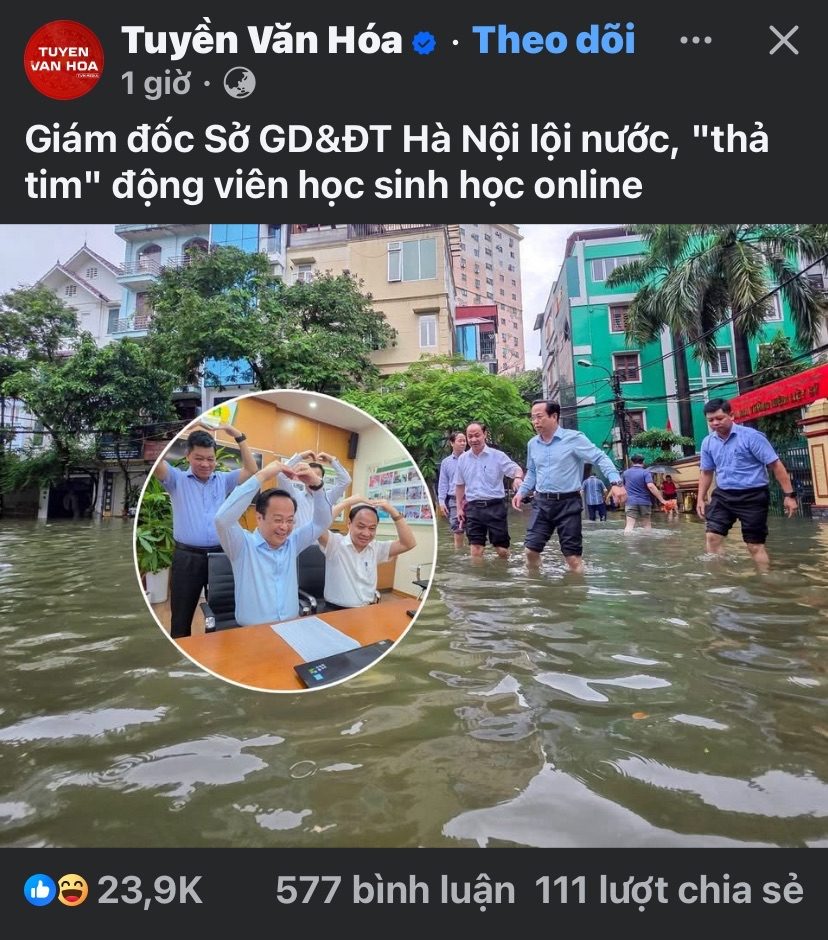 TUYEN
VAN HOA
Tuyền Văn Hóa · Theo dõi
1 giờ ·
Giám đốc Sở GD&ĐT Hà Nội lội nước, "thả
tim" động viên học sinh học online
23,9K 577 bình luận 111 lượt chia sẻ